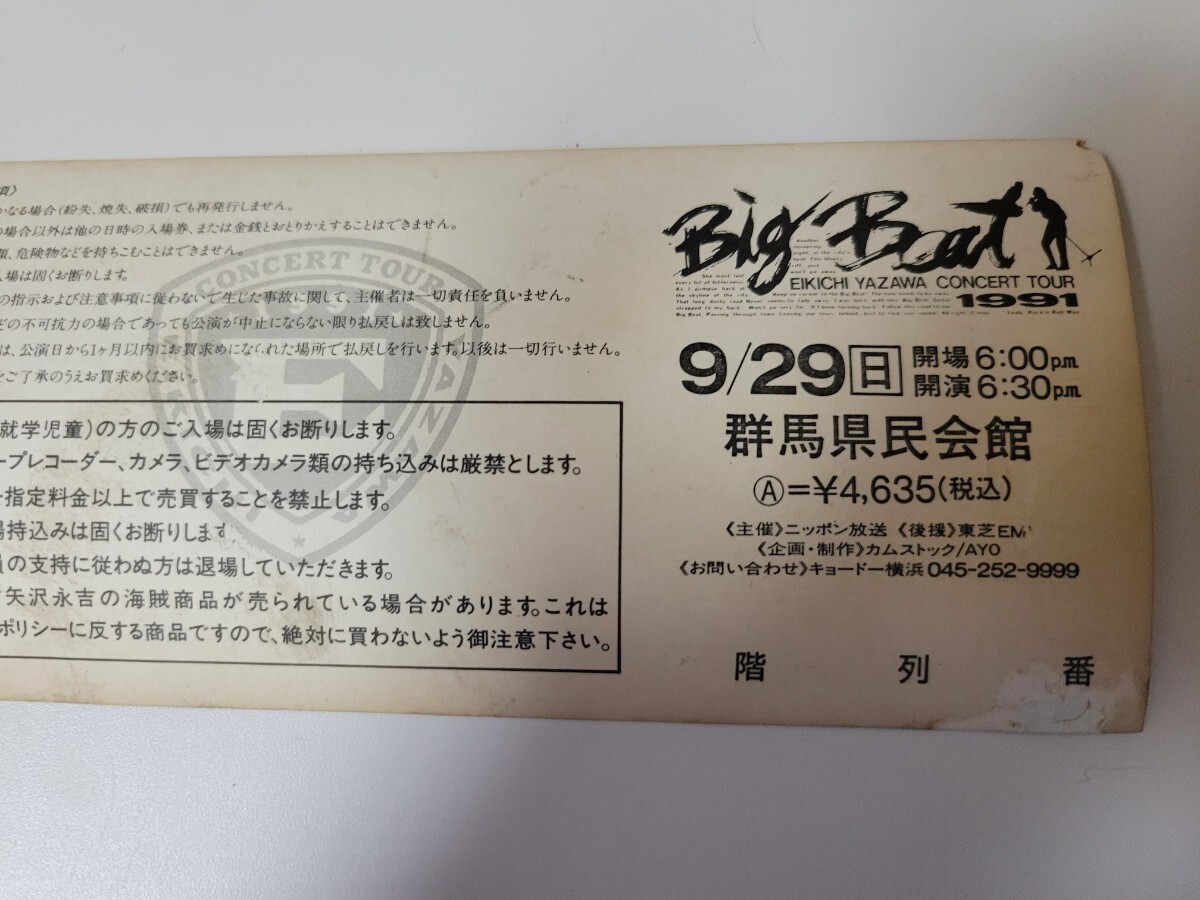 項》
かなる場合(紛失、焼失、破損)でも再発行しません。
の場合以外は他の日時の入場券、または金銭とおとりかえすることはできません。
類、危険物などを持ちこむことはできません。
入場は固くお断りします。
の指示および注意事項に従わないで生じた事故に関して、主催者は一切責任を負いません。
どの不可抗力の場合であっても公演が中止にならない限り払戻しは致しません。
は、公演日から1ヶ月以内にお買求めになられた場所で払戻しを行います。以後は一切行いません。
をご了承のうえお買求めください。
CONCERT TOUR
就学児童)の方のご入場は固くお断りします。
ープレコーダー、カメラ、ビデオカメラ類の持ち込みは厳禁とします。
指定料金以上で売買することを禁止します。
場持込みは固くお断りします
員の支持に従わぬ方は退場していただきます。
矢沢永吉の海賊商品が売られている場合があります。これは
ポリシーに反する商品ですので、絶対に買わないよう御注意下さい。
Big Beat
EIKICHI YAZAWA CONCERT TOUR
1991
9/29日 開場6:00p.m.
開演6:30p.m.
群馬県民会館
Ⓐ=¥4,635(税込)
《主催》ニッポン放送 《後援》東芝EMI
《企画・制作》カムストック/AYO
《お問い合わせ》キョードー横浜045-252-9999
階 列 番